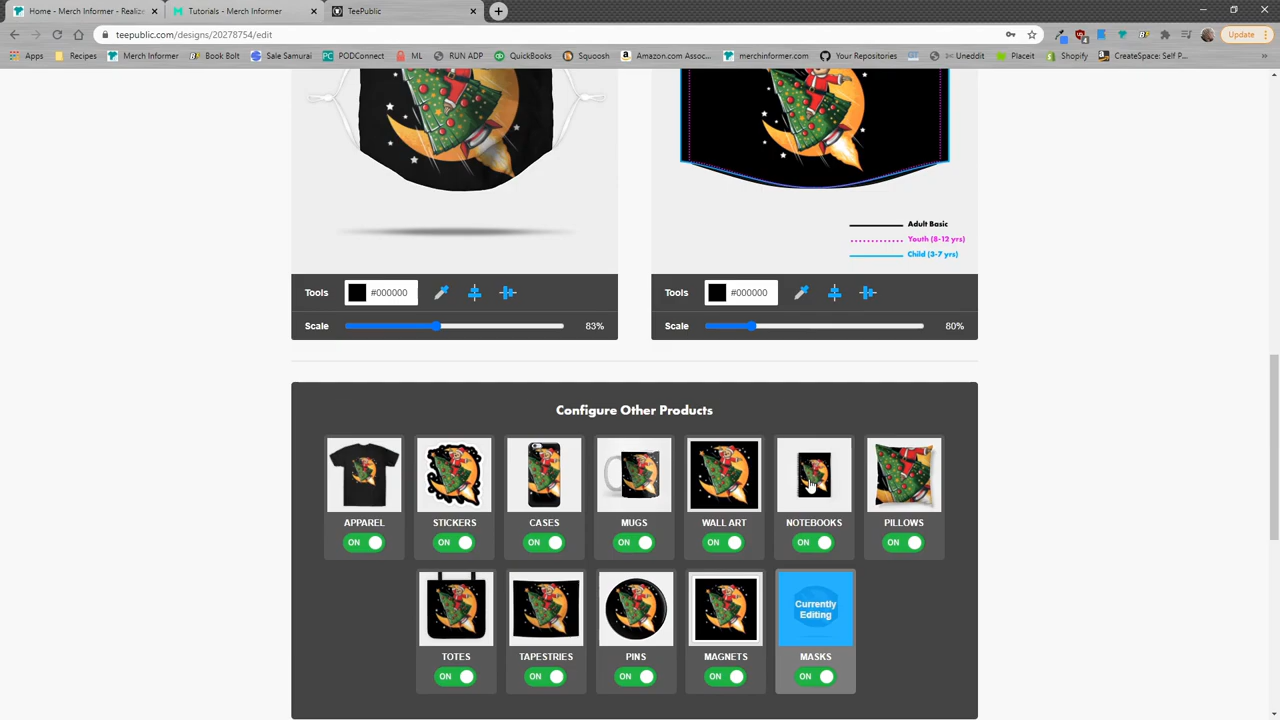 Home - Merch Informer - Realiz
Tutorials - Merch Informer
TeePublic
teepublic.com/designs/20278754/edit
Update
Apps
Recipes
Merch Informer
Book Bolt
Sale Samurai
PODConnect
ML
RUN ADP
QuickBooks
Squoosh
Amazon.com Assoc...
merchinformer.com
Your Repositories
Uneddit
Placeit
Shopify
CreateSpace: Self P...
Adult Basic
Youth (8-12 yrs)
Child (3-7 yrs)
Tools #000000
Tools #000000
Scale 83%
Scale 80%
Configure Other Products
APPAREL STICKERS CASES MUGS WALL ART NOTEBOOKS PILLOWS
ON ON ON ON ON ON ON
Currently
Editing
TOTES TAPESTRIES PINS MAGNETS MASKS
ON ON ON ON ON